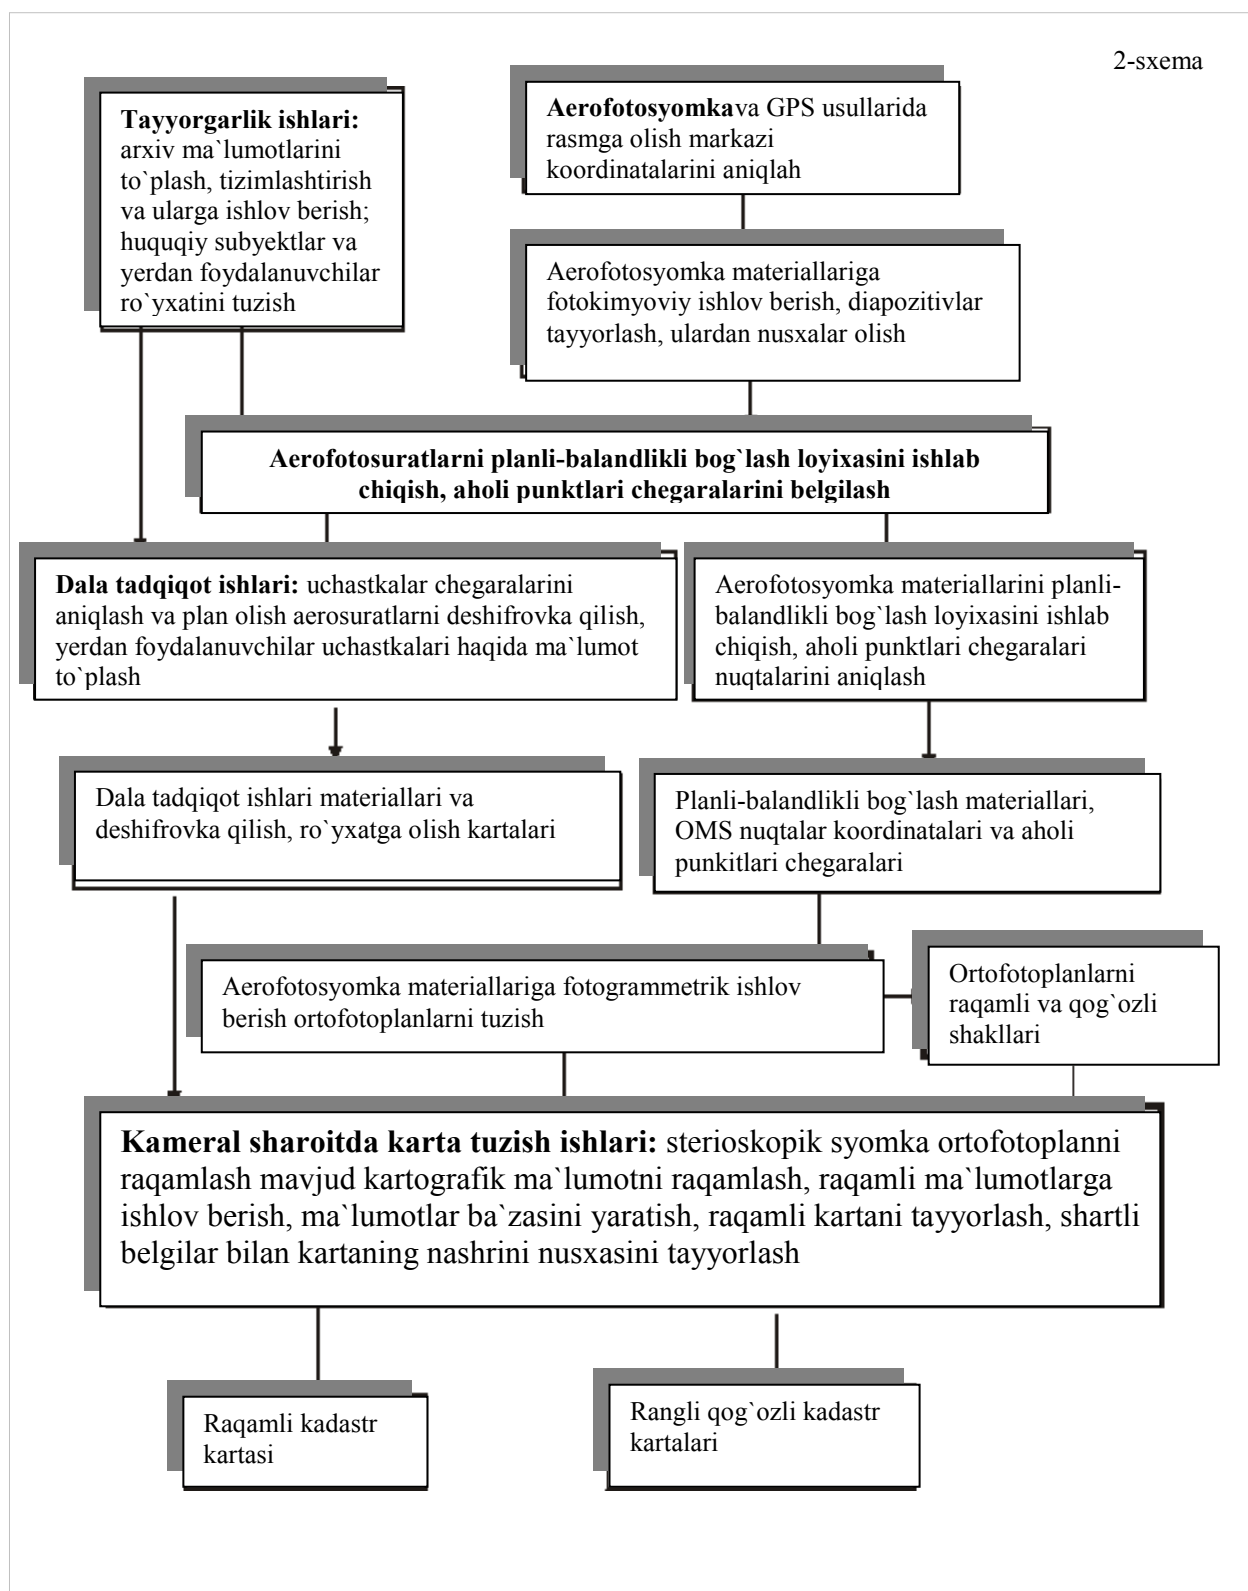 2-sxema
Tayyorgarlik ishlari:
arxiv ma`lumotlarini
to`plash, tizimlashtirish
va ularga ishlov berish;
huquqiy subyektlar va
yerdan foydalanuvchilar
ro`yxatini tuzish
Aerofotosyomkava GPS usullarida
rasmga olish markazi
koordinatalarini aniqlah
Aerofotosyomka materiallariga
fotokimyoviy ishlov berish, diapozitivlar
tayyorlash, ulardan nusxalar olish
Aerofotosuratlarni planli-balandlikli bog`lash loyixasini ishlab
chiqish, aholi punktlari chegaralarini belgilash
Dala tadqiqot ishlari: uchastkalar chegaralarini
aniqlash va plan olish aerosuratlarni deshifrovka qilish,
yerdan foydalanuvchilar uchastkalari haqida ma`lumot
to`plash
Aerofotosyomka materiallarini planli-
balandlikli bog`lash loyixasini ishlab
chiqish, aholi punktlari chegaralari
nuqtalarini aniqlash
Dala tadqiqot ishlari materiallari va
deshifrovka qilish, ro`yxatga olish kartalari
Planli-balandlikli bog`lash materiallari,
OMS nuqtalar koordinatalari va aholi
punkitlari chegaralari
Aerofotosyomka materiallariga fotogrammetrik ishlov
berish ortofotoplanlarni tuzish
Ortofotoplanlarni
raqamli va qog`ozli
shakllari
Kameral sharoitda karta tuzish ishlari: sterioskopik syomka ortofotoplanni
raqamlash mavjud kartografik ma`lumotni raqamlash, raqamli ma`lumotlarga
ishlov berish, ma`lumotlar ba`zasini yaratish, raqamli kartani tayyorlash, shartli
belgilar bilan kartaning nashrini nusxasini tayyorlash
Raqamli kadastr
kartasi
Rangli qog`ozli kadastr
kartalari